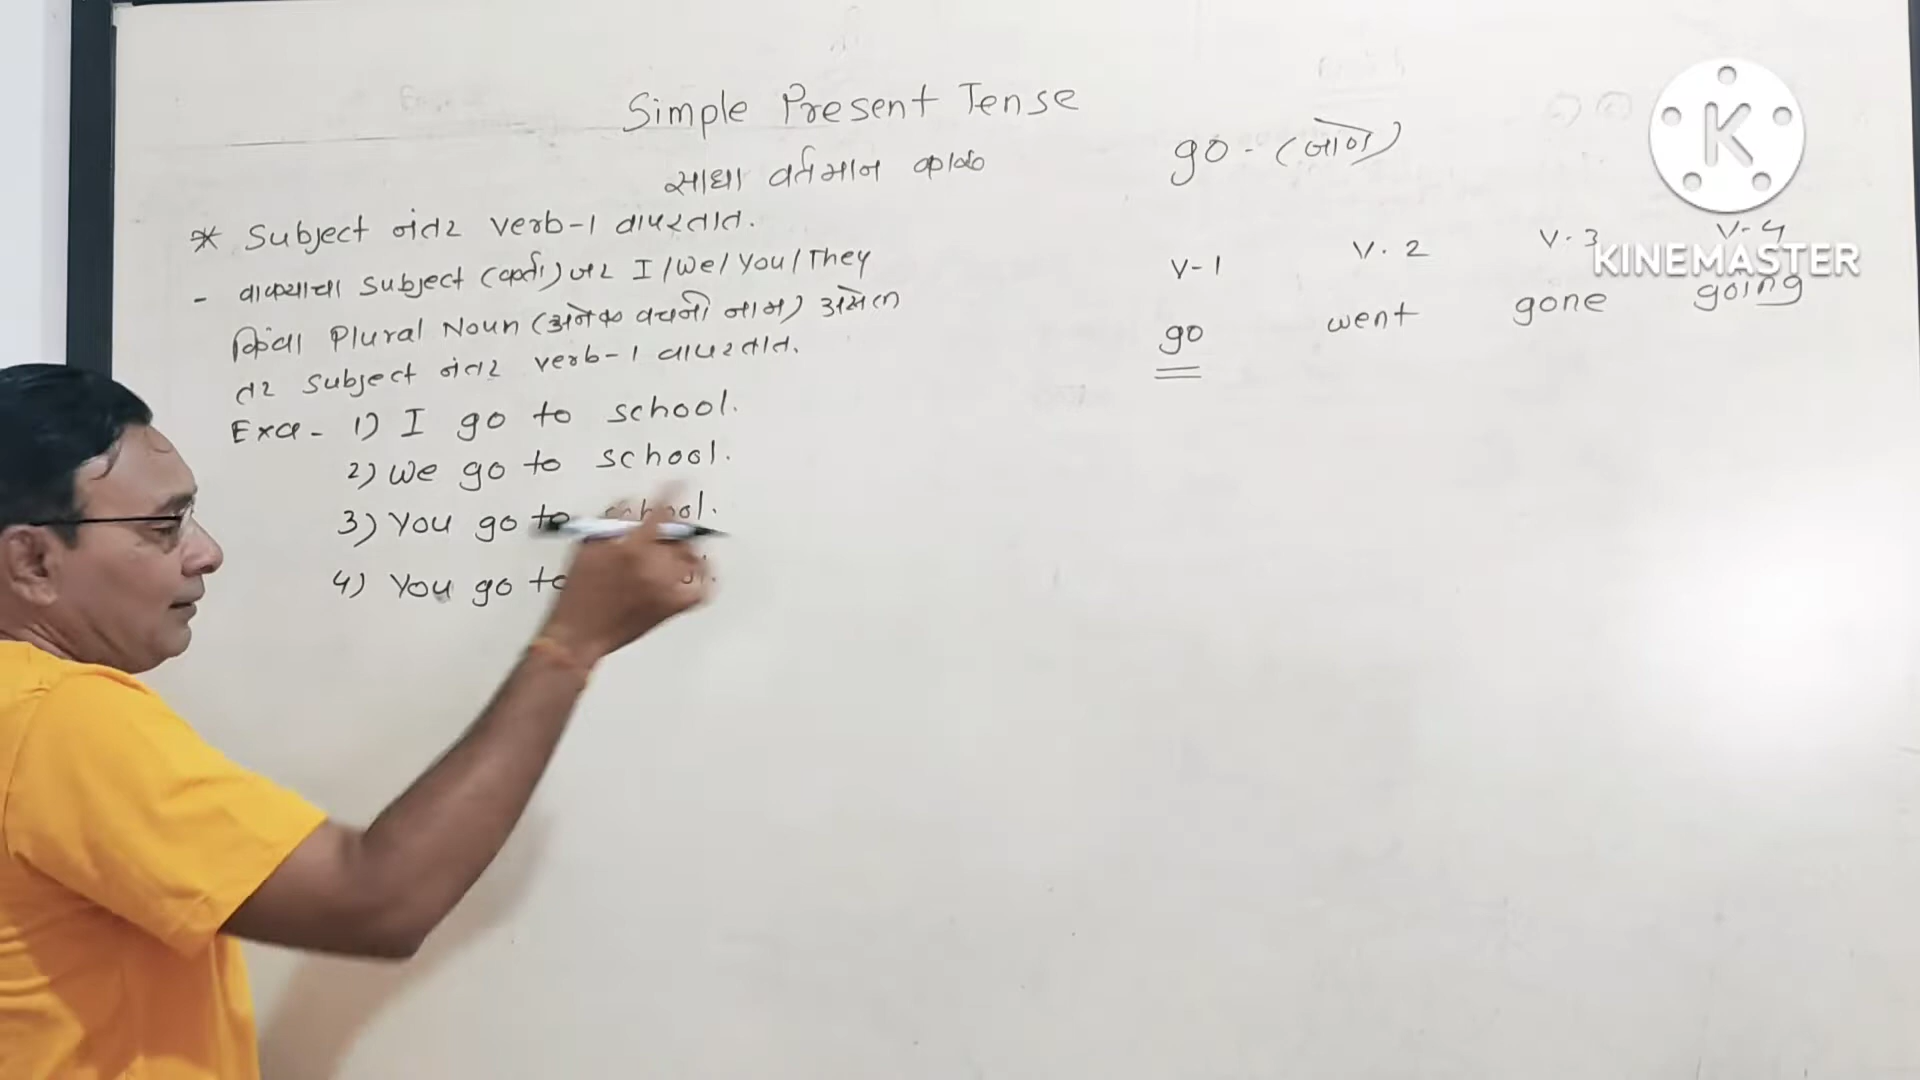 Simple Present Tense
साधा वर्तमान काळ
* Subject नंतर verb-1 वापरतात.
- वाक्याचा subject (कर्ता) जर I/We/You/They
किंवा Plural Noun (अनेक वचनी नाम) असेल
तर subject नंतर verb-1 वापरतात.
Exa- 1) I go to school.
2) We go to school.
3) You go to school.
4) You go to
go - (जाणे)
V-1 V.2 V.3 V-4
go went gone going
K
KINEMASTER